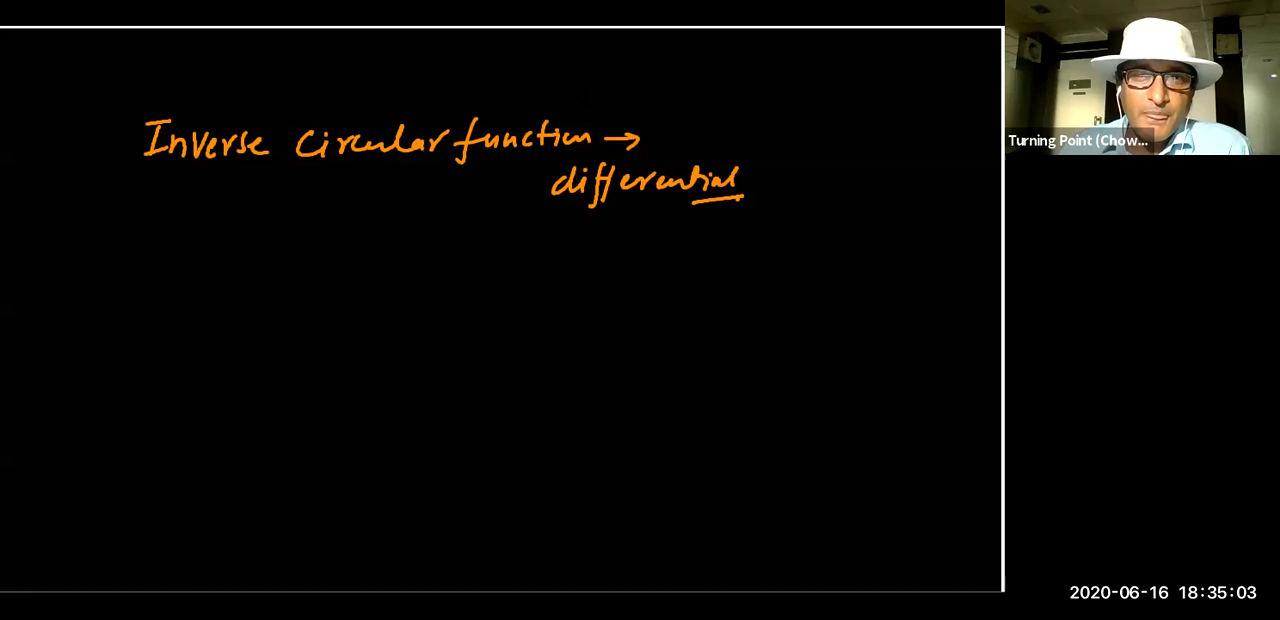 Inverse circular function →
differential
Turning Point (Chow...
2020-06-16 18:35:03